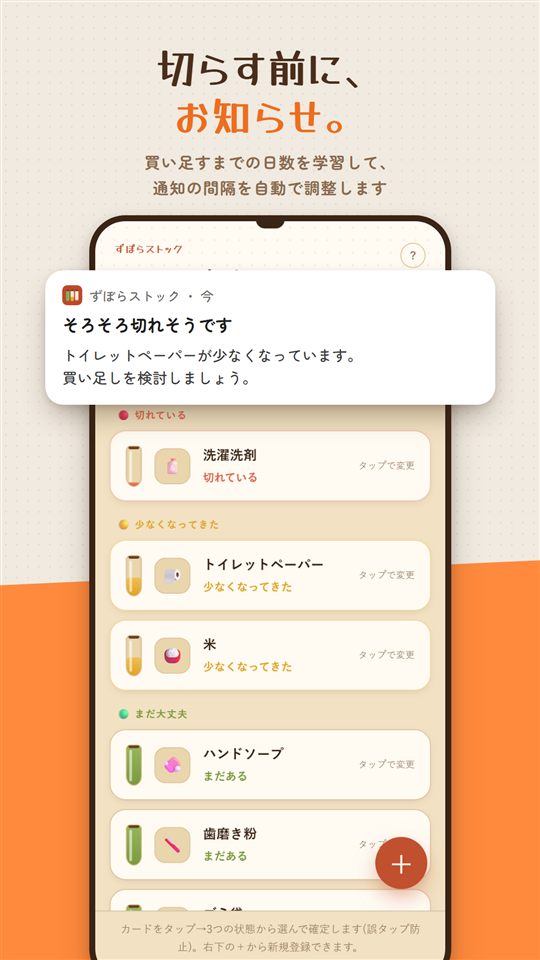 切らす前に、
お知らせ。
買い足すまでの日数を学習して、
通知の間隔を自動で調整します
ずぼらストック
?
ずぼらストック・今
そろそろ切れそうです
トイレットペーパーが少なくなっています。
買い足しを検討しましょう。
切れている
洗濯洗剤
切れている
タップで変更
少なくなってきた
トイレットペーパー
少なくなってきた
タップで変更
米
少なくなってきた
タップで変更
まだ大丈夫
ハンドソープ
まだある
タップで変更
歯磨き粉
まだある
+
カードをタップ→3つの状態から選んで確定します(誤タップ防
止)。右下の+から新規登録できます。